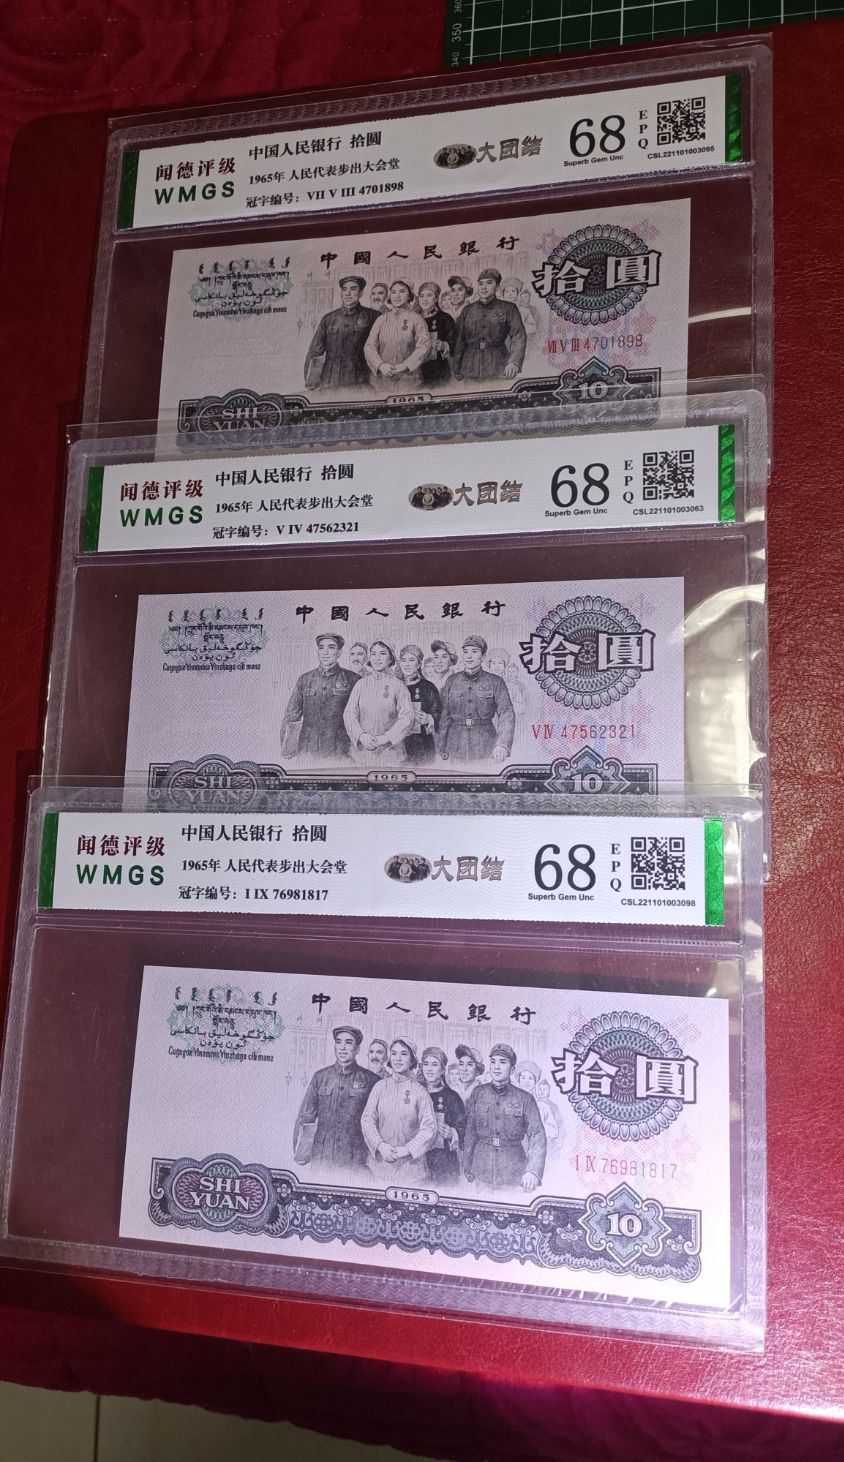 340 350 360
闻德评级
WMGS
中国人民银行 拾圆
1965年 人民代表步出大会堂
冠字编号：VII V III 4701898
大团结
68
Superb Gem Unc
EPQ
CSL221101003095
中國人民銀行
拾圓
VII V III 4701898
1965
10
SHI
YUAN
闻德评级
WMGS
中国人民银行 拾圆
1965年 人民代表步出大会堂
冠字编号：V IV 47562321
大团结
68
Superb Gem Unc
EPQ
CSL221101003063
中國人民銀行
拾圓
V IV 47562321
1965
10
SHI
YUAN
闻德评级
WMGS
中国人民银行 拾圆
1965年 人民代表步出大会堂
冠字编号：I IX 76981817
大团结
68
Superb Gem Unc
EPQ
CSL221101003098
中國人民銀行
拾圓
I IX 76981817
1965
10
SHI
YUAN